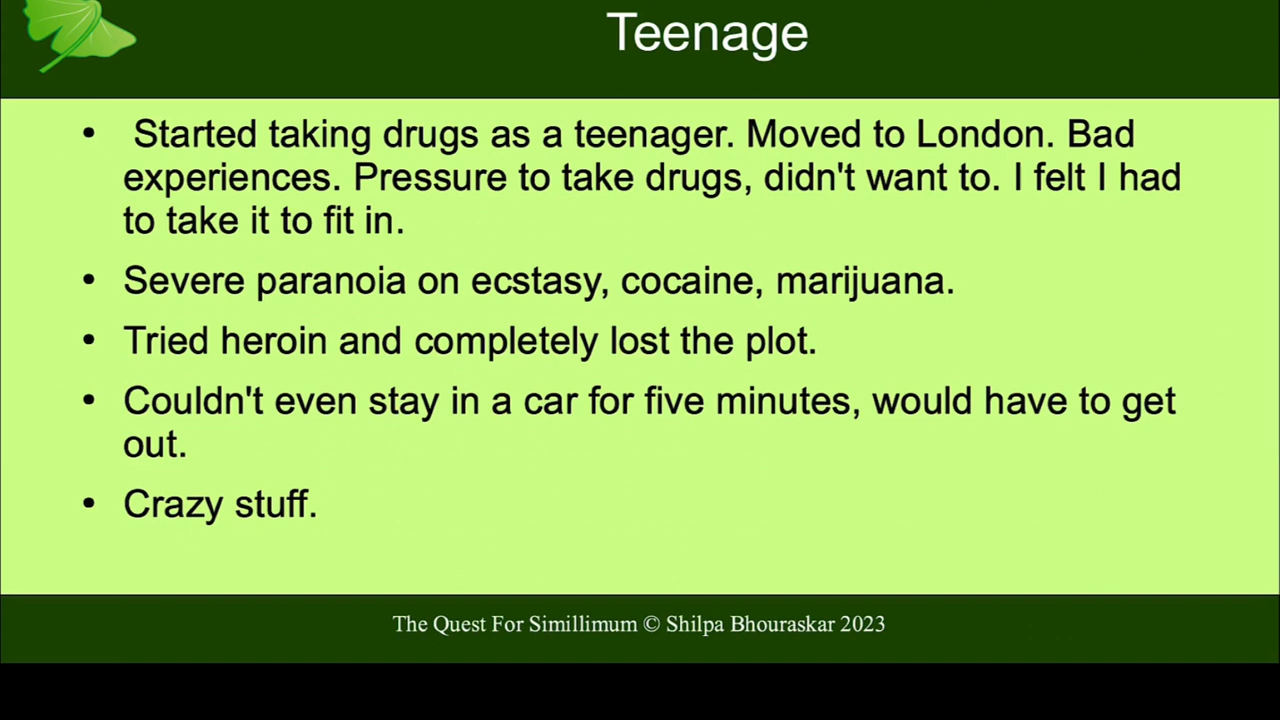 Teenage
• Started taking drugs as a teenager. Moved to London. Bad
experiences. Pressure to take drugs, didn't want to. I felt I had
to take it to fit in.
• Severe paranoia on ecstasy, cocaine, marijuana.
• Tried heroin and completely lost the plot.
• Couldn't even stay in a car for five minutes, would have to get
out.
• Crazy stuff.
The Quest For Simillimum © Shilpa Bhouraskar 2023